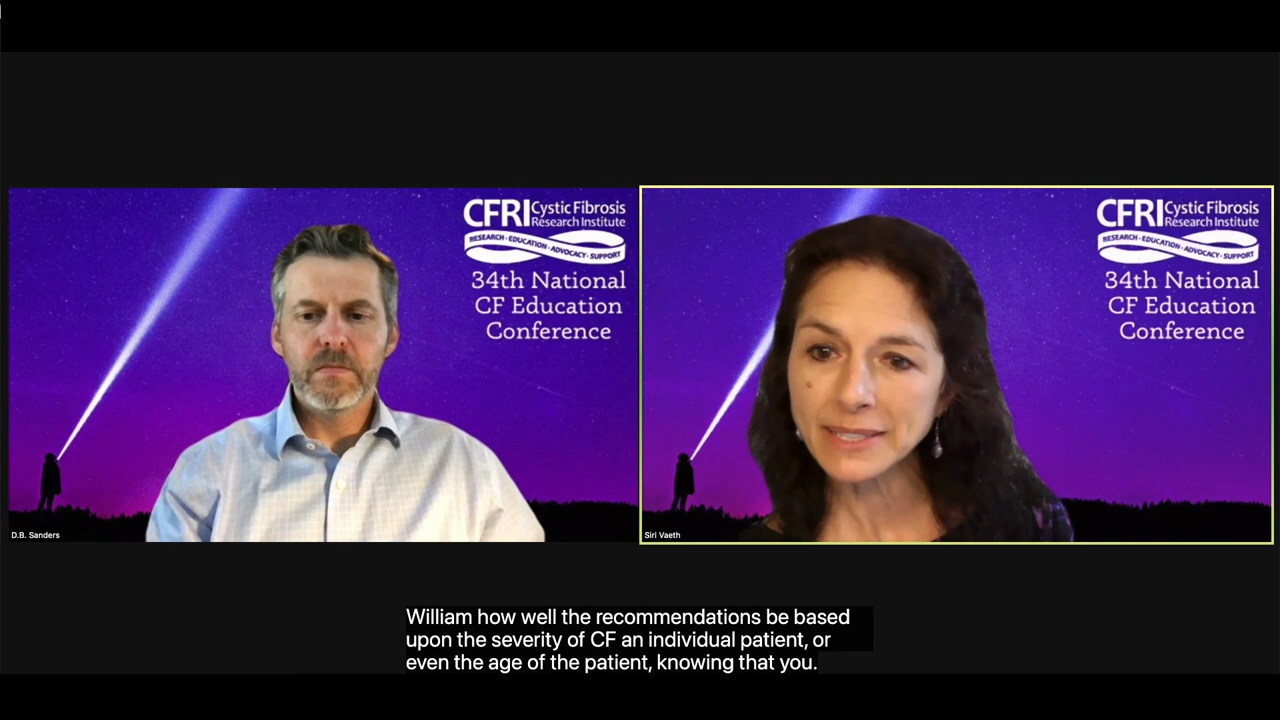 CFRI Cystic Fibrosis
Research Institute
RESEARCH • EDUCATION • ADVOCACY • SUPPORT
34th National
CF Education
Conference
D.B. Sanders
CFRI Cystic Fibrosis
Research Institute
RESEARCH • EDUCATION • ADVOCACY • SUPPORT
34th National
CF Education
Conference
Siri Vaeth
William how well the recommendations be based
upon the severity of CF an individual patient, or
even the age of the patient, knowing that you.